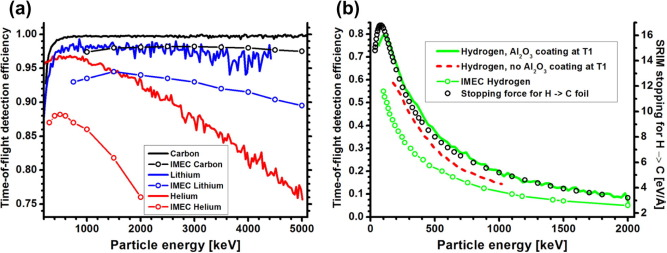 (a)
Time-of-flight detection efficiency
1.00
0.95
0.90
0.85
0.80
0.76
Carbon
IMEC Carbon
Lithium
IMEC Lithium
Helium
IMEC Helium
1000
2000
3000
4000
5000
Particle energy [keV]
(b)
Time-of-flight detection efficiency
0.8
0.7
0.6
0.5
0.4
0.3
0.2
0.1
0.0
Hydrogen, Al2O3 coating at T1
Hydrogen, no Al2O3 coating at T1
IMEC Hydrogen
Stopping force for H -> C foil
16
14
12
10
8
6
4
2
SRIM stopping for H -> C [eV/Å]
0
500
1000
1500
2000
Particle energy [keV]